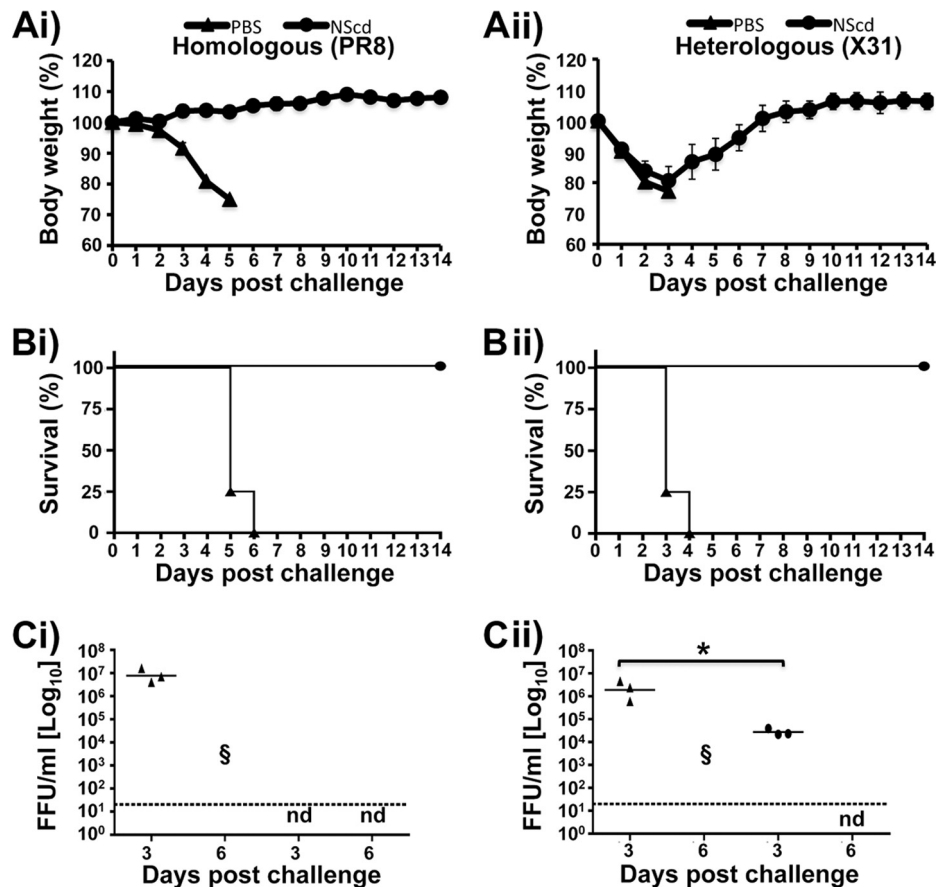 Ai)
PBS NScd
Homologous (PR8)
Body weight (%)
120
110
100
90
80
70
60
0 1 2 3 4 5 6 7 8 9 10 11 12 13 14
Days post challenge
Aii)
PBS NScd
Heterologous (X31)
Body weight (%)
120
110
100
90
80
70
60
0 1 2 3 4 5 6 7 8 9 10 11 12 13 14
Days post challenge
Bi)
Survival (%)
100
75
50
25
0
0 1 2 3 4 5 6 7 8 9 10 11 12 13 14
Days post challenge
Bii)
Survival (%)
100
75
50
25
0
0 1 2 3 4 5 6 7 8 9 10 11 12 13 14
Days post challenge
Ci)
FFU/ml [Log₁₀]
10⁸
10⁷
10⁶
10⁵
10⁴
10³
10²
10¹
10⁰
§
nd nd
3 6 3 6
Days post challenge
Cii)
FFU/ml [Log₁₀]
10⁸
10⁷
10⁶
10⁵
10⁴
10³
10²
10¹
10⁰
*
§
nd
3 6 3 6
Days post challenge